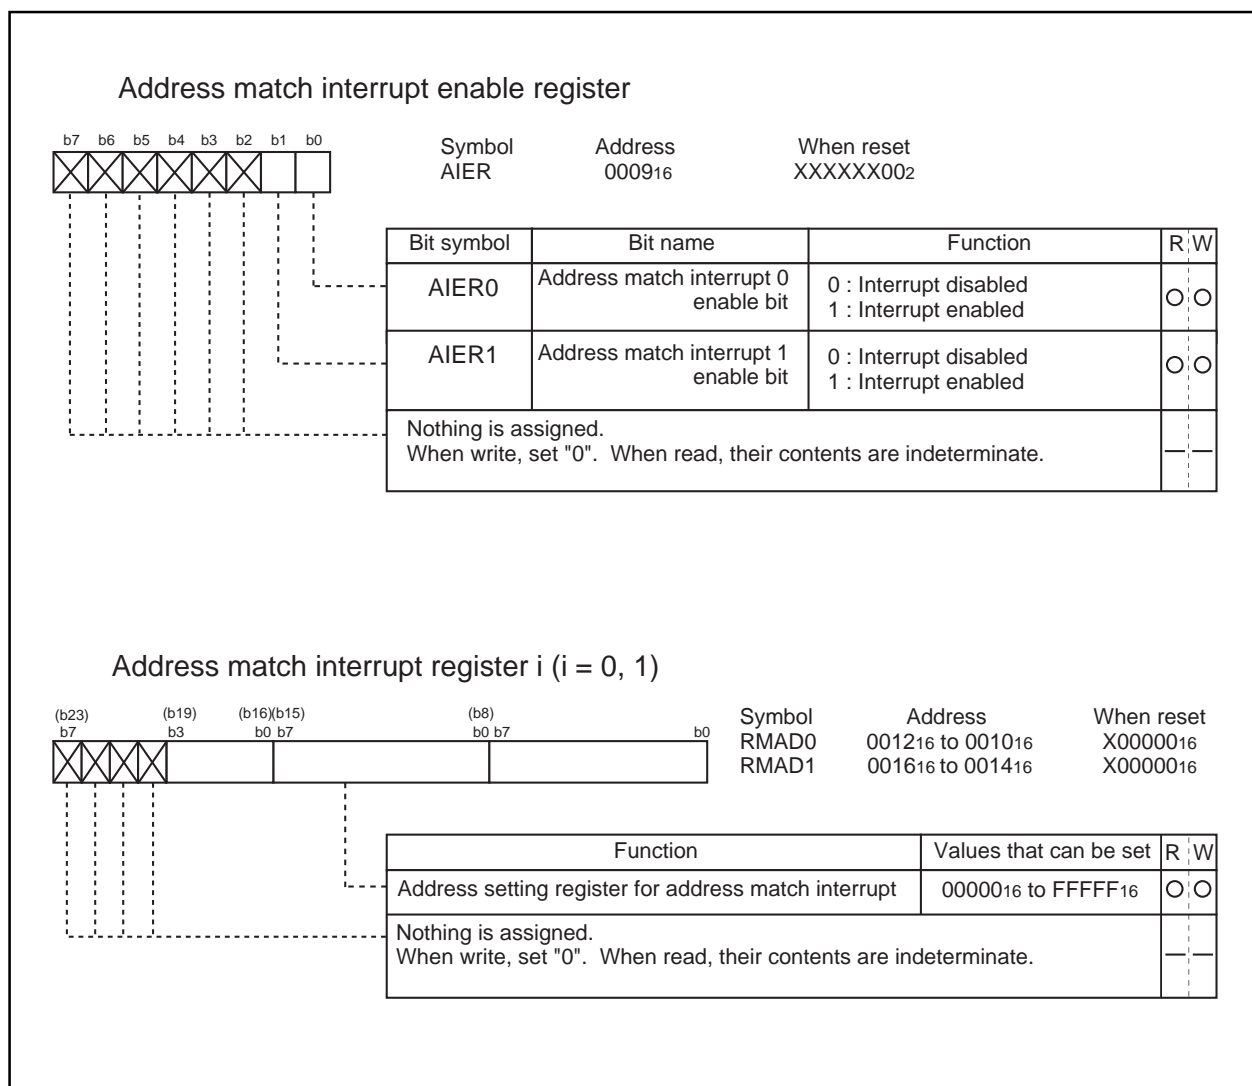 Address match interrupt enable register
b7 b6 b5 b4 b3 b2 b1 b0
Symbol Address When reset
AIER 000916 XXXXXX002
Bit symbol Bit name Function R W
AIER0 Address match interrupt 0 enable bit 0 : Interrupt disabled
1 : Interrupt enabled
AIER1 Address match interrupt 1 enable bit 0 : Interrupt disabled
1 : Interrupt enabled
Nothing is assigned.
When write, set "0". When read, their contents are indeterminate.
Address match interrupt register i (i = 0, 1)
(b23) (b19) (b16)(b15) (b8)
b7 b3 b0 b7 b0 b7 b0
Symbol Address When reset
RMAD0 001216 to 001016 X0000016
RMAD1 001616 to 001416 X0000016
Function Values that can be set R W
Address setting register for address match interrupt 0000016 to FFFFF16
Nothing is assigned.
When write, set "0". When read, their contents are indeterminate.